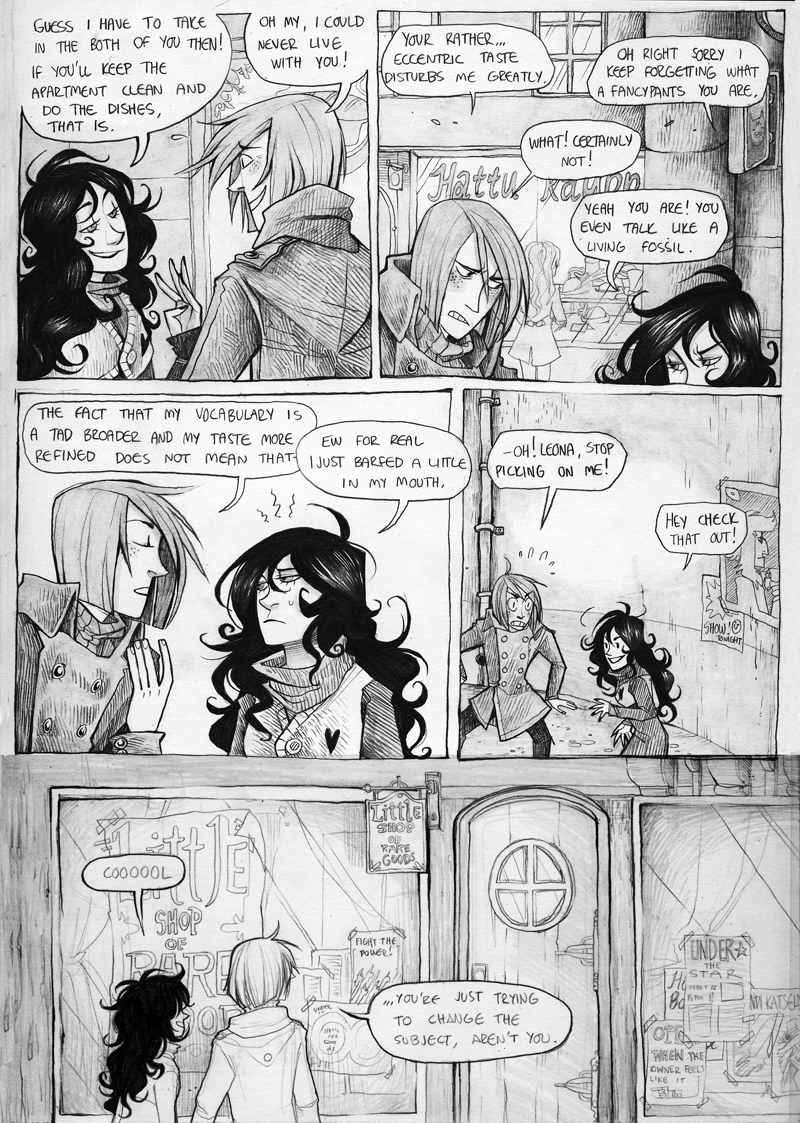 GUESS I HAVE TO TAKE
IN THE BOTH OF YOU THEN!
IF YOU'LL KEEP THE
APARTMENT CLEAN AND
DO THE DISHES,
THAT IS.
OH MY, I COULD
NEVER LIVE
WITH YOU!
YOUR RATHER...
ECCENTRIC TASTE
DISTURBS ME GREATLY.
OH RIGHT SORRY I
KEEP FORGETTING WHAT
A FANCYPANTS YOU ARE.
WHAT! CERTAINLY
NOT!
Hattu
YEAH YOU ARE! YOU
EVEN TALK LIKE A
LIVING FOSSIL.
THE FACT THAT MY VOCABULARY IS
A TAD BROADER AND MY TASTE MORE
REFINED DOES NOT MEAN THAT-
EW FOR REAL
I JUST BARFED A LITTLE
IN MY MOUTH.
-OH! LEONA, STOP
PICKING ON ME!
HEY CHECK
THAT OUT!
SHOW!
TONIGHT
COOOOOL
LITTLE
SHOP
OF
RARE
GOODS
LITTLE
SHOP
OF
RARE
FIGHT THE
POWER!
UNDER
...YOU'RE JUST TRYING
TO CHANGE THE
SUBJECT, AREN'T YOU.
UNDER
THE
STAR
WHEN THE
OWNER FEELS
LIKE IT